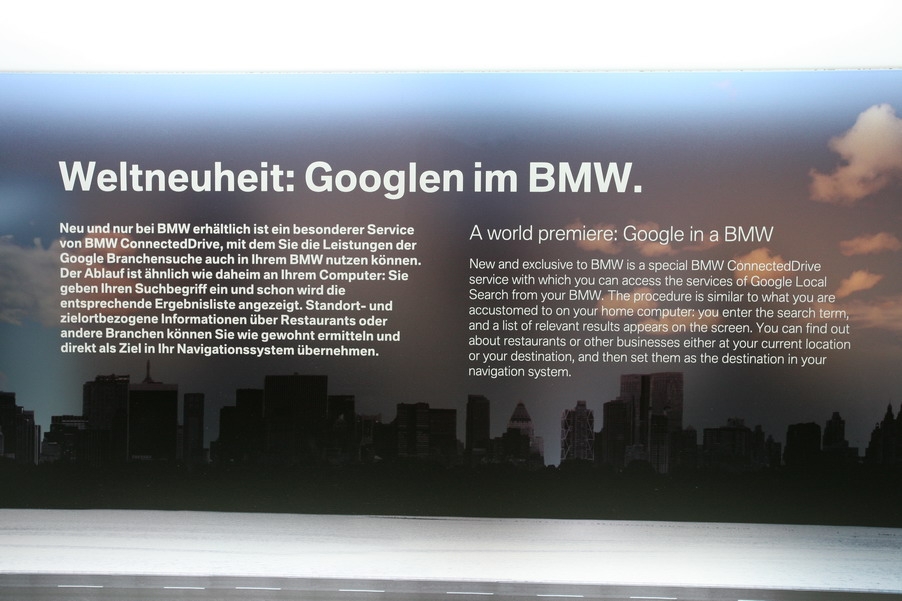 Weltneuheit: Googlen im BMW.
Neu und nur bei BMW erhältlich ist ein besonderer Service
von BMW ConnectedDrive, mit dem Sie die Leistungen der
Google Branchensuche auch in Ihrem BMW nutzen können.
Der Ablauf ist ähnlich wie daheim an Ihrem Computer: Sie
geben Ihren Suchbegriff ein und schon wird die
entsprechende Ergebnisliste angezeigt. Standort- und
zielortbezogene Informationen über Restaurants oder
andere Branchen können Sie wie gewohnt ermitteln und
direkt als Ziel in Ihr Navigationssystem übernehmen.
A world premiere: Google in a BMW
New and exclusive to BMW is a special BMW ConnectedDrive
service with which you can access the services of Google Local
Search from your BMW. The procedure is similar to what you are
accustomed to on your home computer: you enter the search term,
and a list of relevant results appears on the screen. You can find out
about restaurants or other businesses either at your current location
or your destination, and then set them as the destination in your
navigation system.